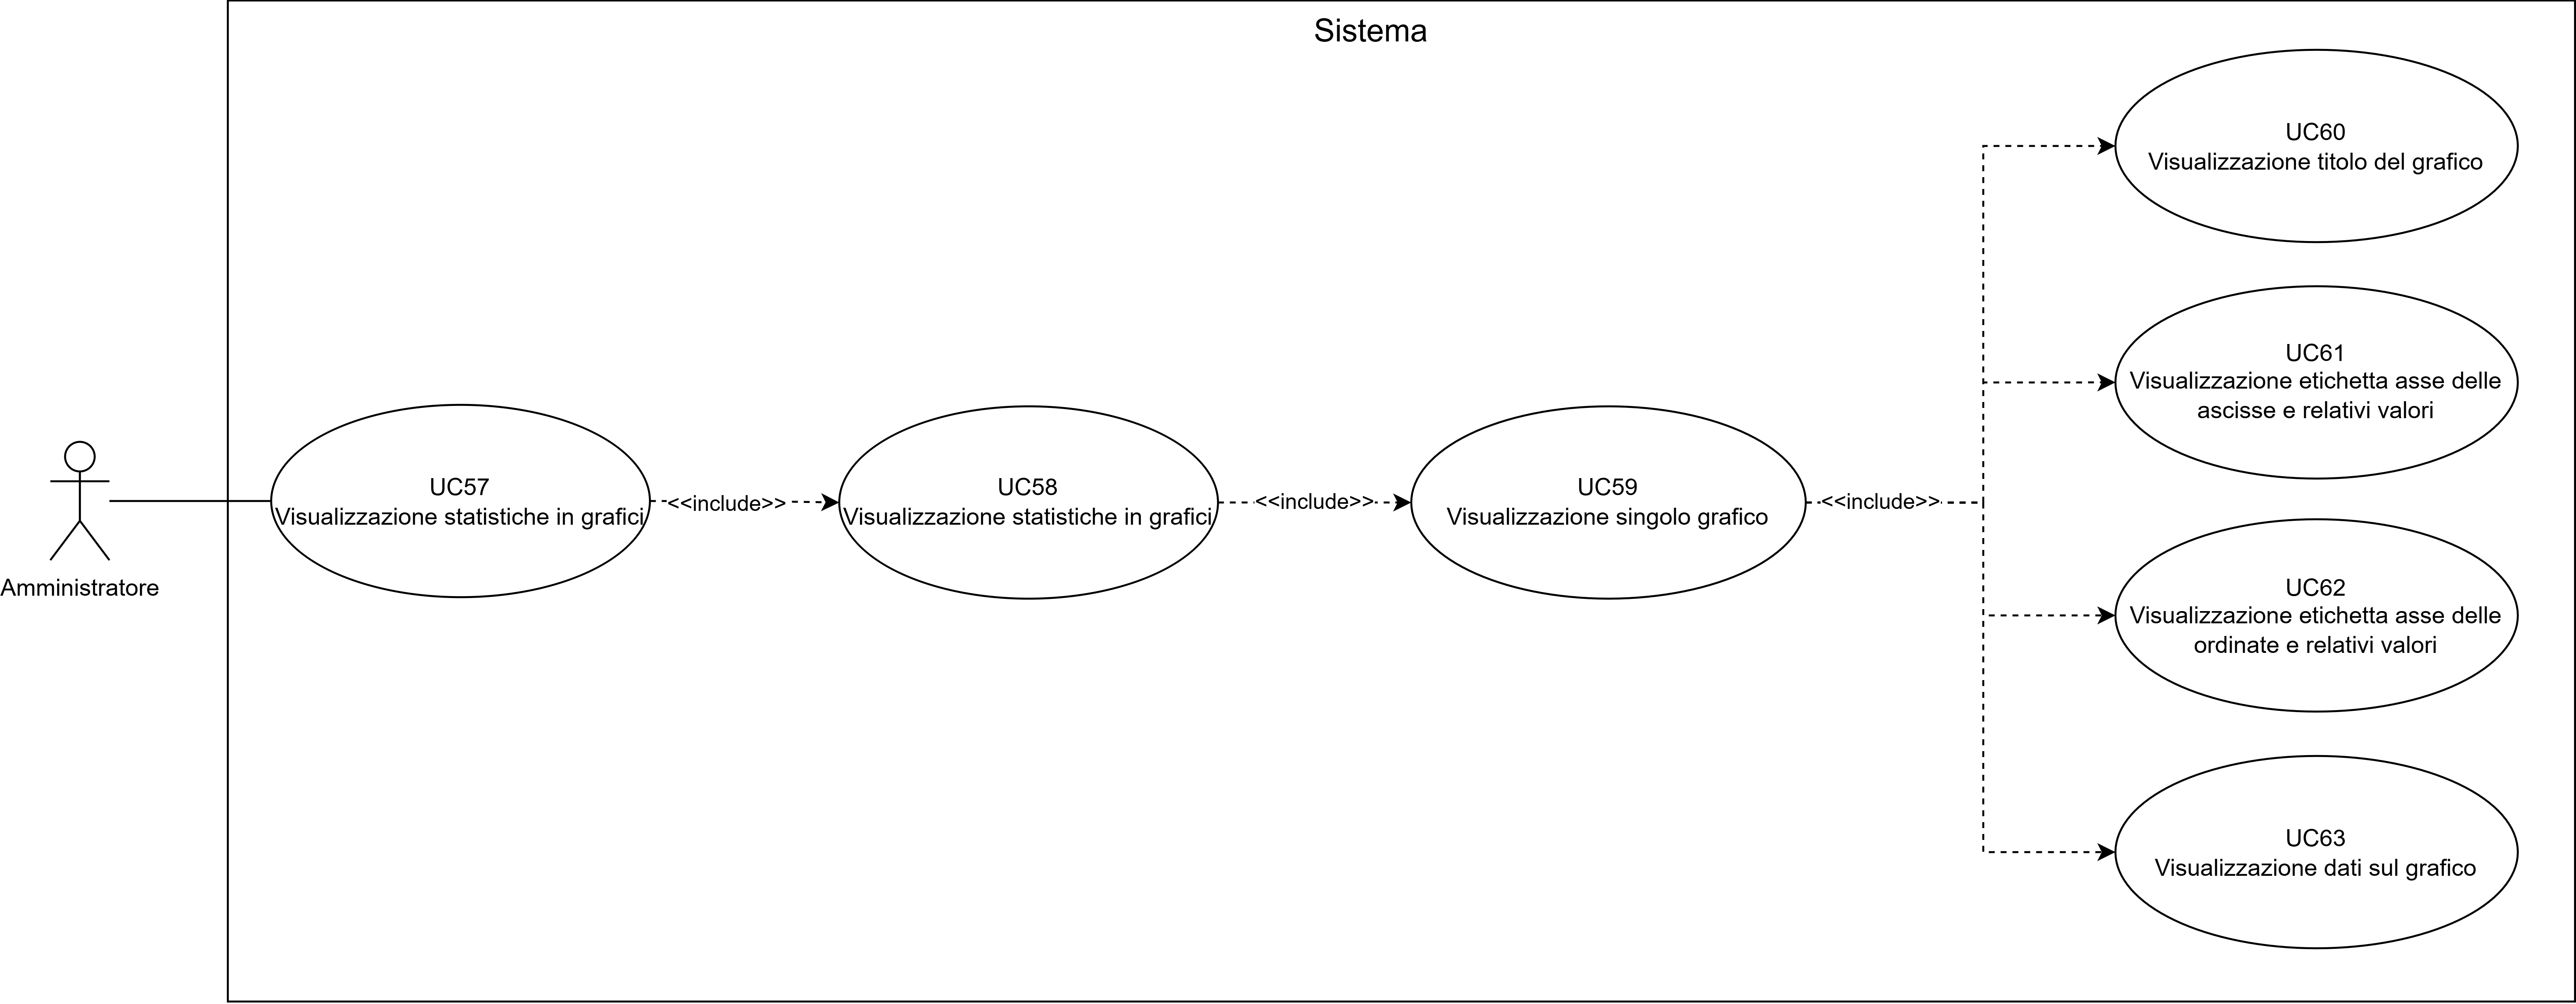 Sistema
Amministratore
UC57
Visualizzazione statistiche in grafici
<<include>>
UC58
Visualizzazione statistiche in grafici
<<include>>
UC59
Visualizzazione singolo grafico
<<include>>
UC60
Visualizzazione titolo del grafico
UC61
Visualizzazione etichetta asse delle
ascisse e relativi valori
UC62
Visualizzazione etichetta asse delle
ordinate e relativi valori
UC63
Visualizzazione dati sul grafico